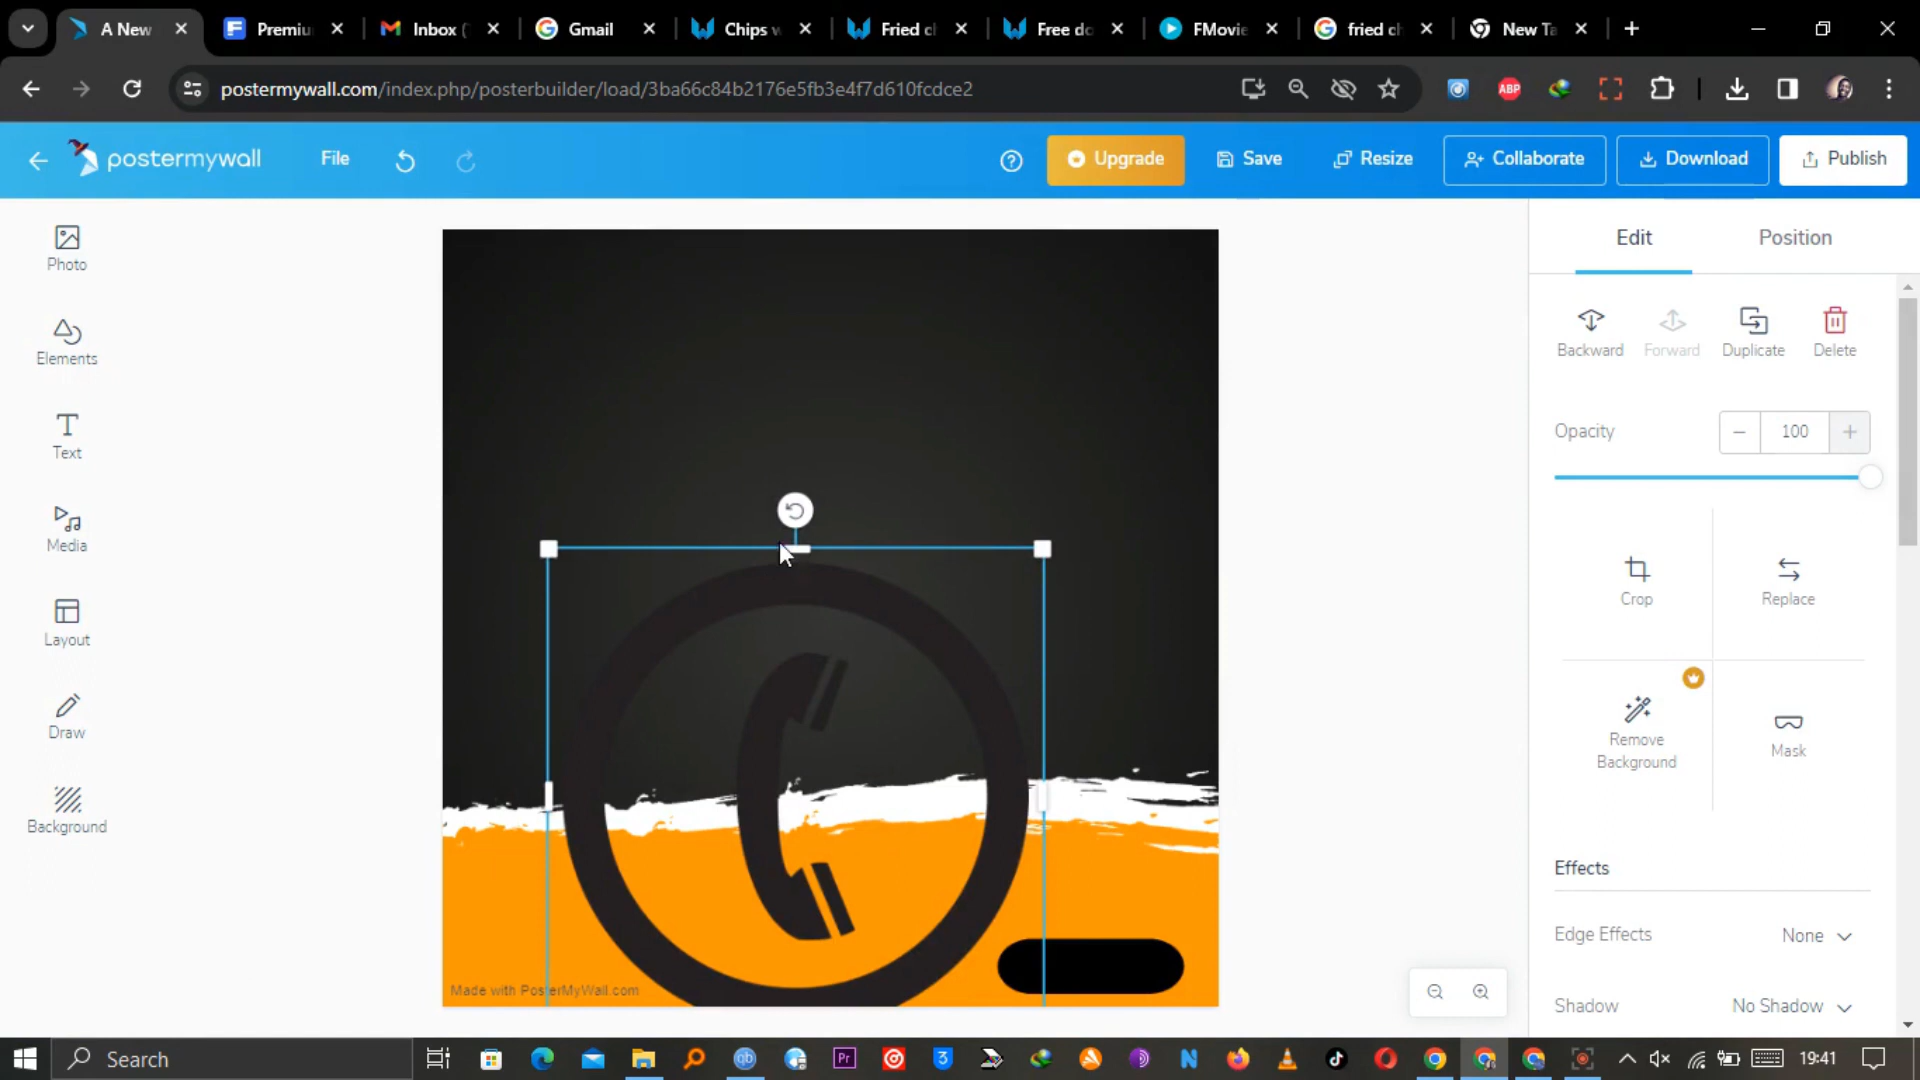 A New
Premiu
Inbox (
Gmail
Chips w
Fried c
Free do
FMovie
fried ch
New Ta
postermywall.com/index.php/posterbuilder/load/3ba66c84b2176e5fb3e4f7d610fcdce2
ABP
postermywall
File
Upgrade
Save
Resize
Collaborate
Download
Publish
Photo
Elements
Text
Media
Layout
Draw
Background
Made with PosterMyWall.com
Edit
Position
Backward
Forward
Duplicate
Delete
Opacity
100
Crop
Replace
Remove
Background
Mask
Effects
Edge Effects
None
Shadow
No Shadow
Search
19:41